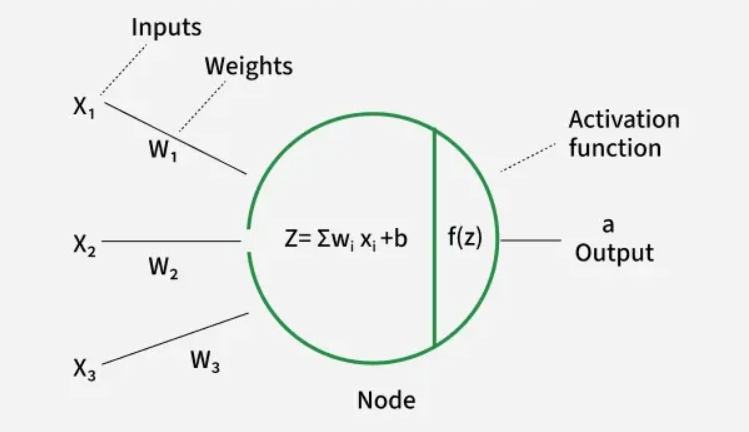 Inputs
Weights
X₁
W₁
Activation
function
X₂
W₂
Z= Σwᵢ xᵢ +b
f(z)
a
Output
X₃
W₃
Node